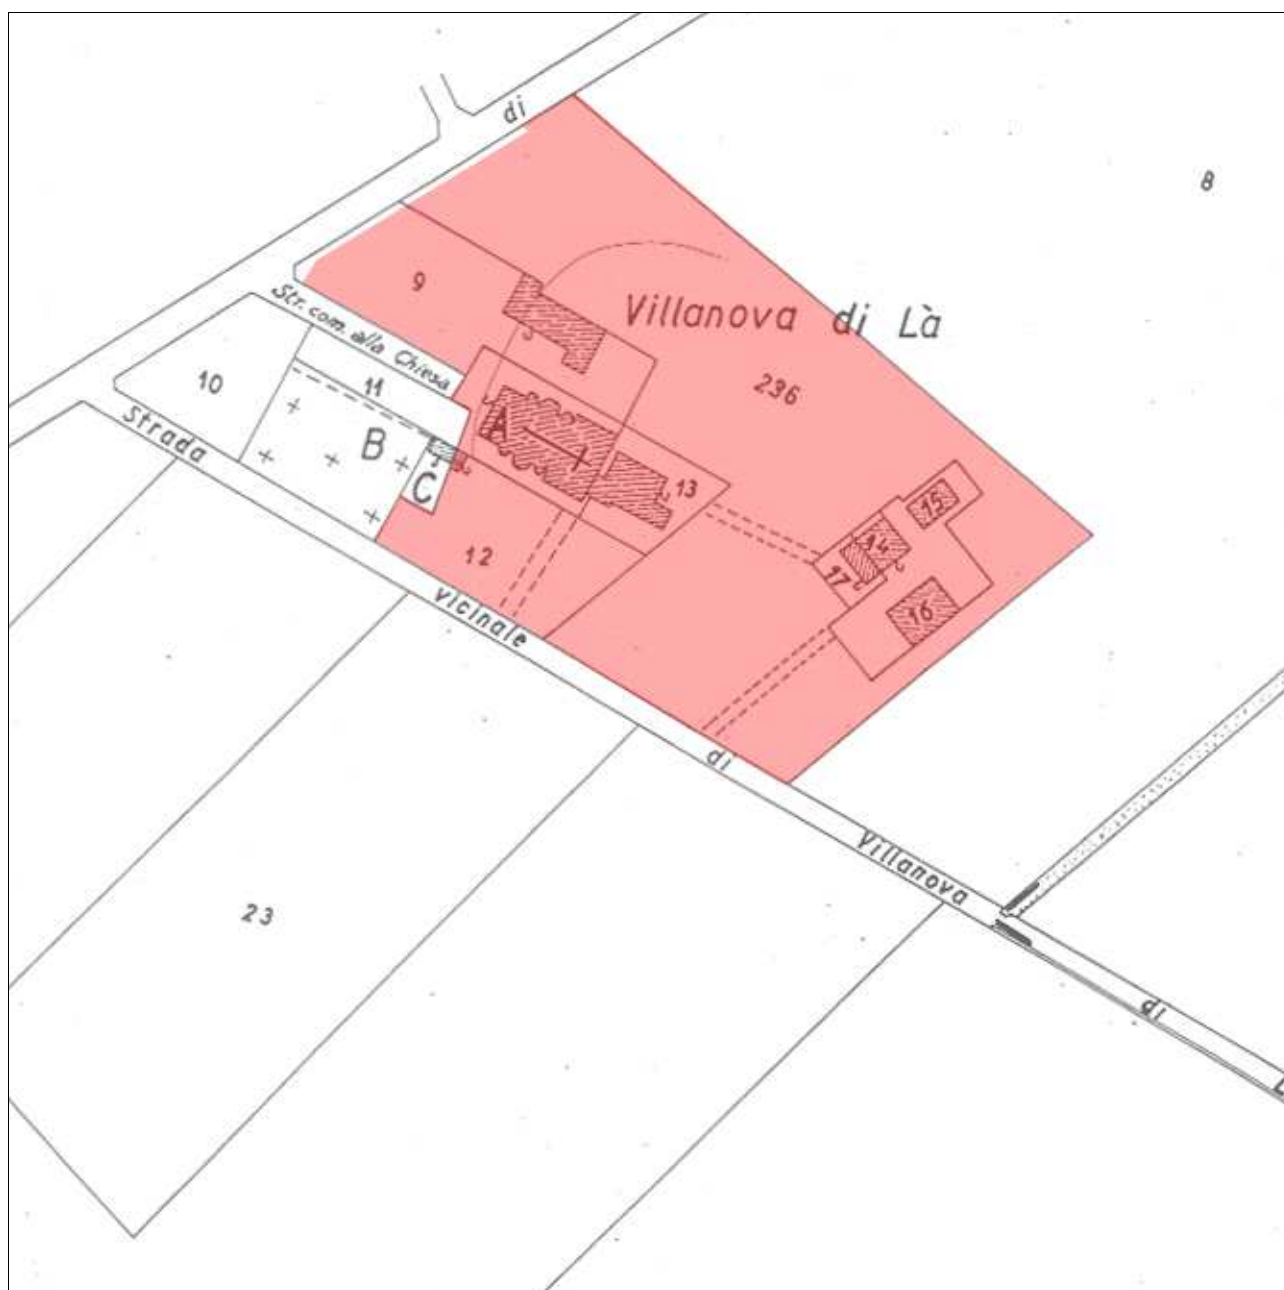 di
8
9
Villanova di Là
Str. com. alla Chiesa
236
10
11
Strada
B
A
13
C
15
14
12
17
16
vicinale
di
Villanova
23
di
L